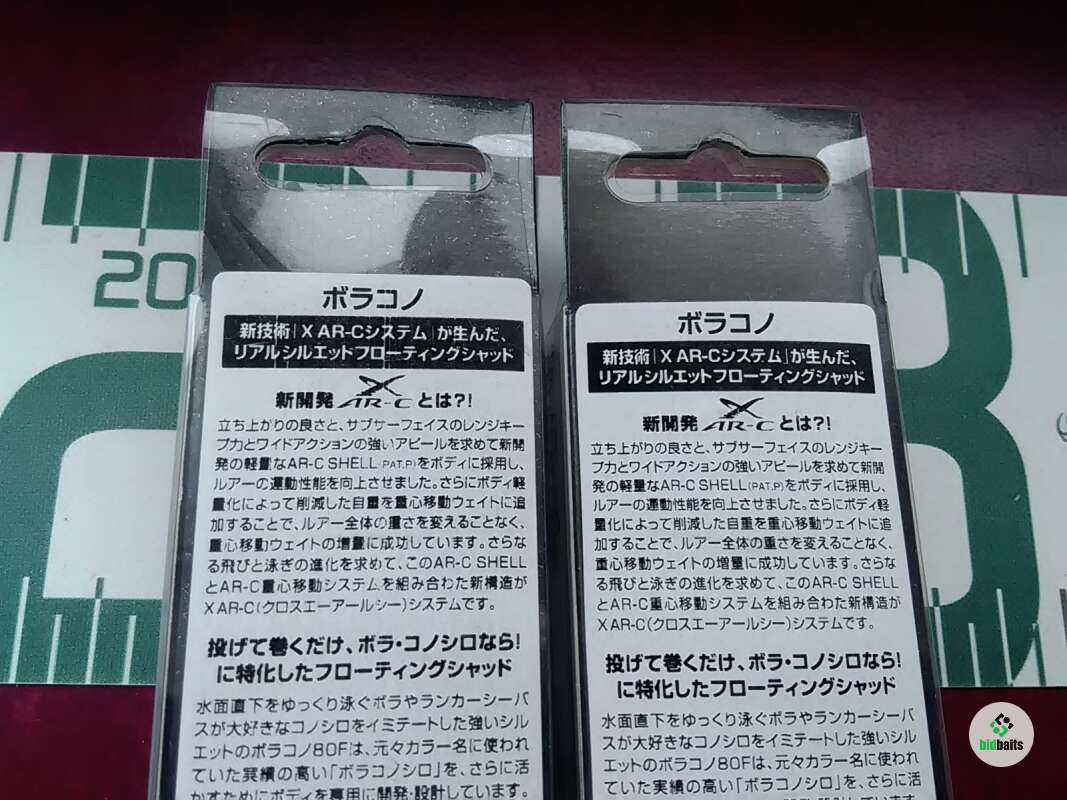 20
ボラコノ
新技術「X AR-Cシステム」が生んだ、
リアルシルエットフローティングシャッド
新開発 X AR-C とは?!
立ち上がりの良さと、サブサーフェイスのレンジキー
プ力とワイドアクションの強いアピールを求めて新開
発の軽量なAR-C SHELL(PAT.P)をボディに採用し、
ルアーの運動性能を向上させました。さらにボディ軽
量化によって削減した自重を重心移動ウェイトに追
加することで、ルアー全体の重さを変えることなく、
重心移動ウェイトの増量に成功しています。さらな
る飛びと泳ぎの進化を求めて、このAR-C SHELL
とAR-C重心移動システムを組み合わた新構造が
X AR-C(クロスエーアールシー)システムです。
投げて巻くだけ、ボラ・コノシロなら!
に特化したフローティングシャッド
水面直下をゆっくり泳ぐボラやランカーシーバ
スが大好きなコノシロをイミテートした強いシル
エットのボラコノ80Fは、元々カラー名に使われ
ていた実績の高い「ボラコノシロ」を、さらに活
かすためにボディを専用に開発・設計しています。
ボラコノ
新技術「X AR-Cシステム」が生んだ、
リアルシルエットフローティングシャッド
新開発 X AR-C とは?!
立ち上がりの良さと、サブサーフェイスのレンジキー
プ力とワイドアクションの強いアピールを求めて新開
発の軽量なAR-C SHELL(PAT.P)をボディに採用し、
ルアーの運動性能を向上させました。さらにボディ軽
量化によって削減した自重を重心移動ウェイトに追
加することで、ルアー全体の重さを変えることなく、
重心移動ウェイトの増量に成功しています。さらな
る飛びと泳ぎの進化を求めて、このAR-C SHELL
とAR-C重心移動システムを組み合わた新構造が
X AR-C(クロスエーアールシー)システムです。
投げて巻くだけ、ボラ・コノシロなら!
に特化したフローティングシャッド
水面直下をゆっくり泳ぐボラやランカーシーバ
スが大好きなコノシロをイミテートした強いシル
エットのボラコノ80Fは、元々カラー名に使われ
ていた実績の高い「ボラコノシロ」を、さらに活
bidbaits